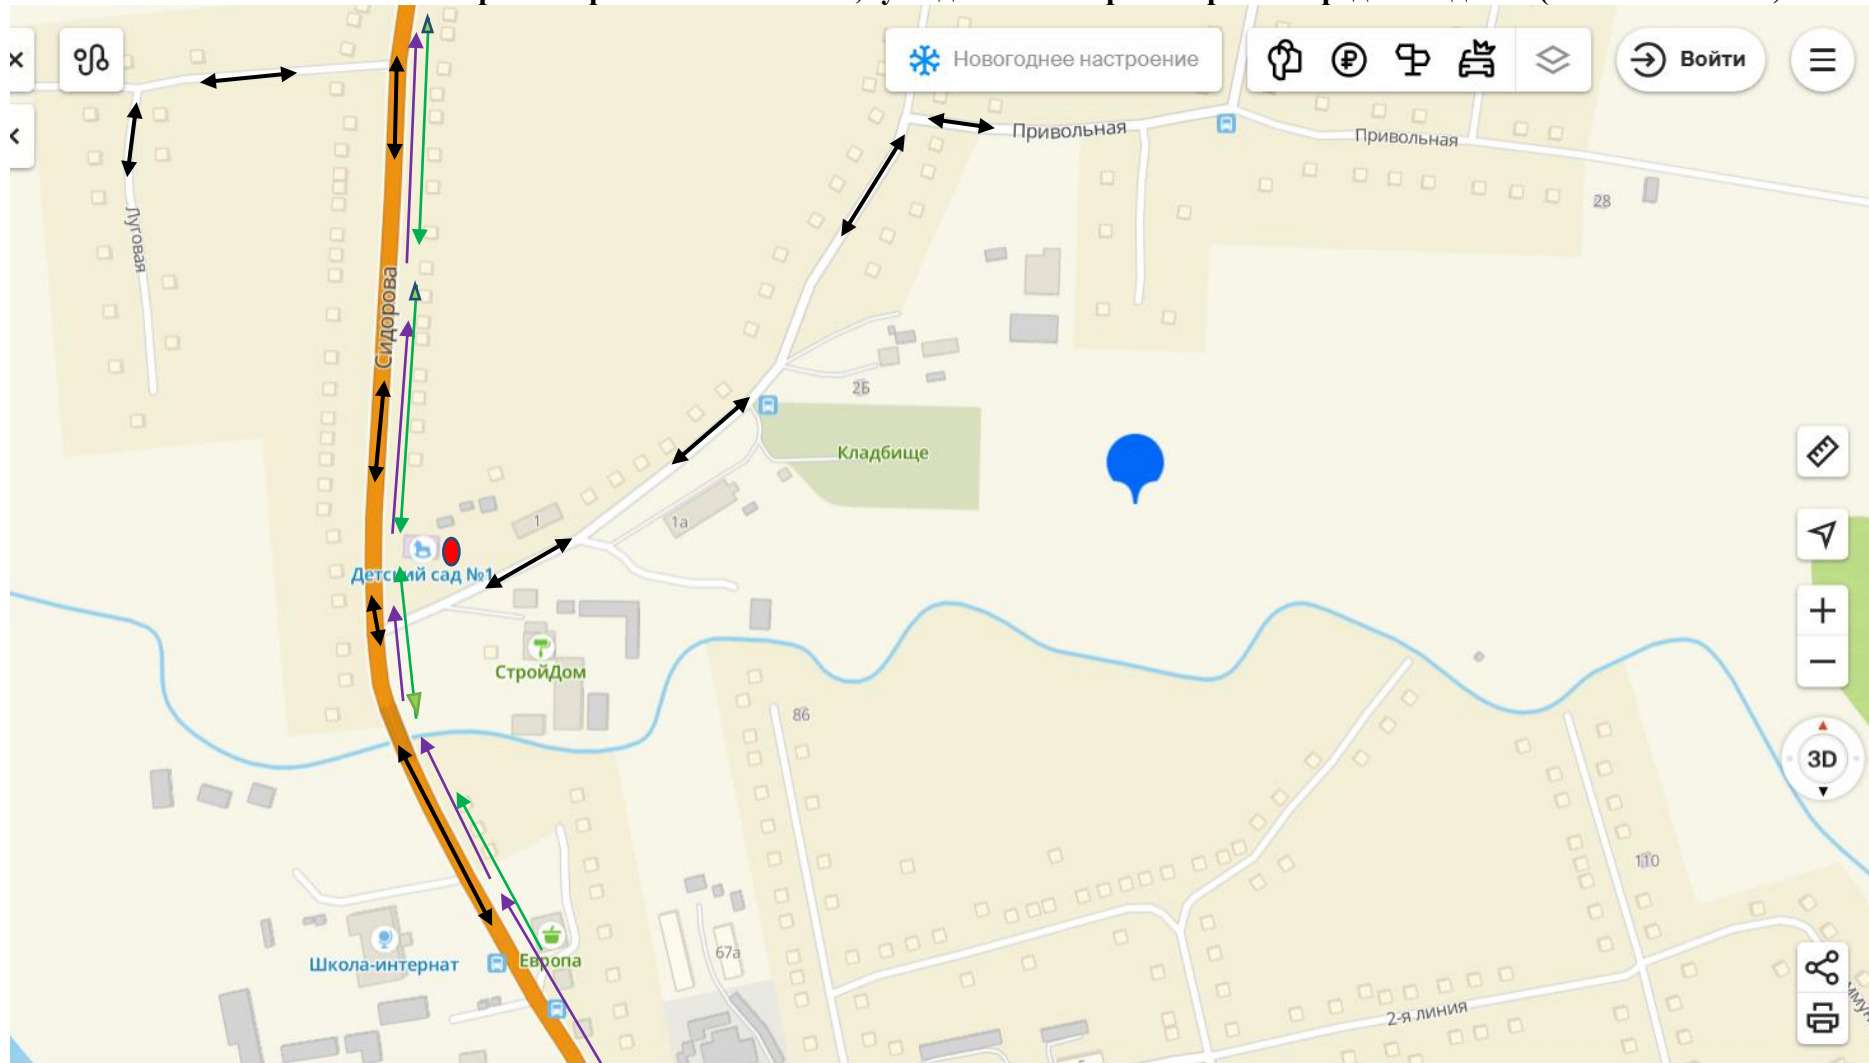 Новогоднее настроение
Войти
Привольная
Привольная
28
Луговая
Сидорова
2Б
Кладбище
1
1а
Детский сад №1
СтройДом
86
3D
110
Школа-интернат
Европа
67а
2-я линия